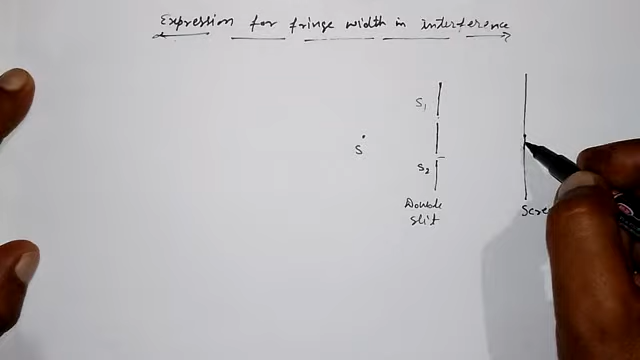 Expression for fringe width in interference
S1
S
S2
Double
slit